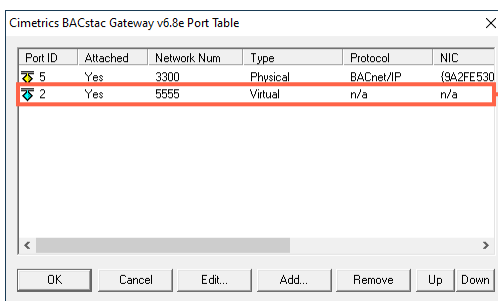 Cimetrics BACstac Gateway v6.8e Port Table
Port ID Attached Network Num Type Protocol NIC
5 Yes 3300 Physical BACnet/IP {9A2FE530
2 Yes 5555 Virtual n/a n/a
OK Cancel Edit... Add... Remove Up Down